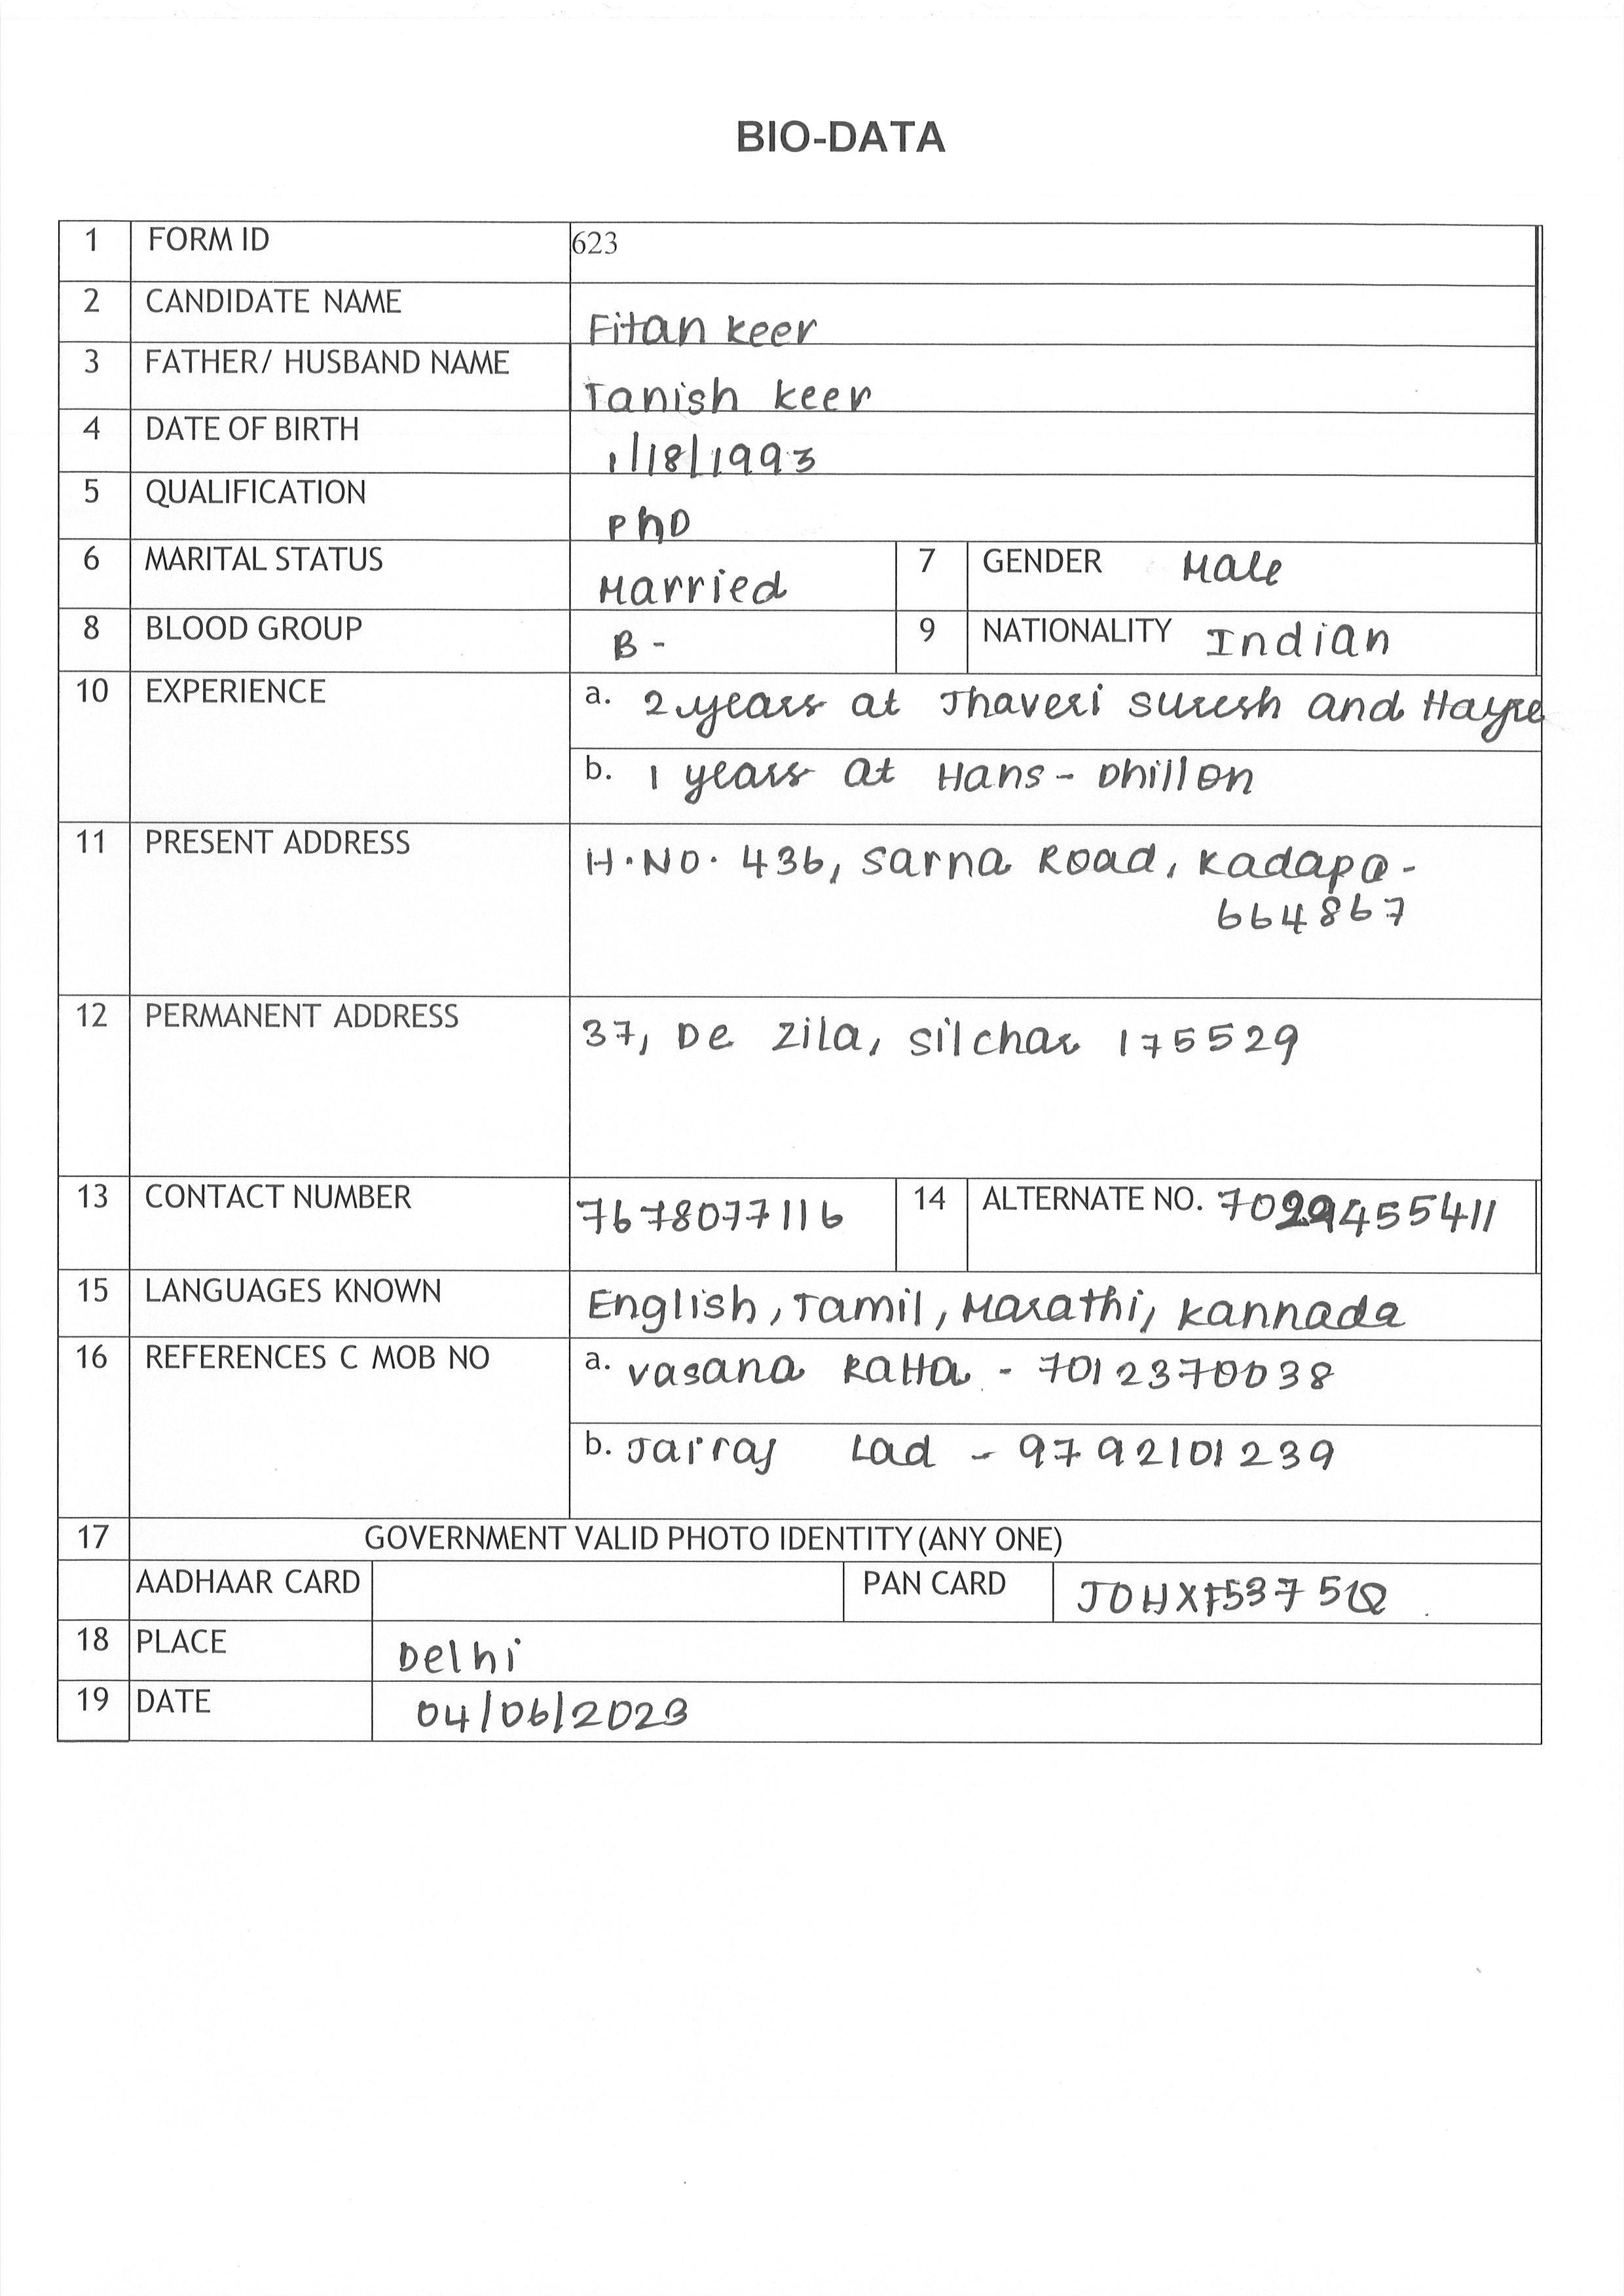 BIO-DATA
1 FORM ID 623
2 CANDIDATE NAME Fitan Keer
3 FATHER/ HUSBAND NAME Tanish Keer
4 DATE OF BIRTH 1/18/1993
5 QUALIFICATION PhD
6 MARITAL STATUS Married 7 GENDER Male
8 BLOOD GROUP B- 9 NATIONALITY Indian
10 EXPERIENCE a. 2 years at Jhaveri Suresh and Hayre
b. 1 years at Hans - Dhillon
11 PRESENT ADDRESS H.NO. 436, Sarna Road, Kadapa -
664867
12 PERMANENT ADDRESS 37, De Zila, Silchar 175529
13 CONTACT NUMBER 7678077116 14 ALTERNATE NO. 7029455411
15 LANGUAGES KNOWN English, Tamil, Marathi, Kannada
16 REFERENCES C MOB NO a. Vasana Ratta - 7012370038
b. Jairaj Lad - 9792101239
17 GOVERNMENT VALID PHOTO IDENTITY (ANY ONE)
AADHAAR CARD PAN CARD JOHXF5375Q
18 PLACE Delhi
19 DATE 04/06/2023